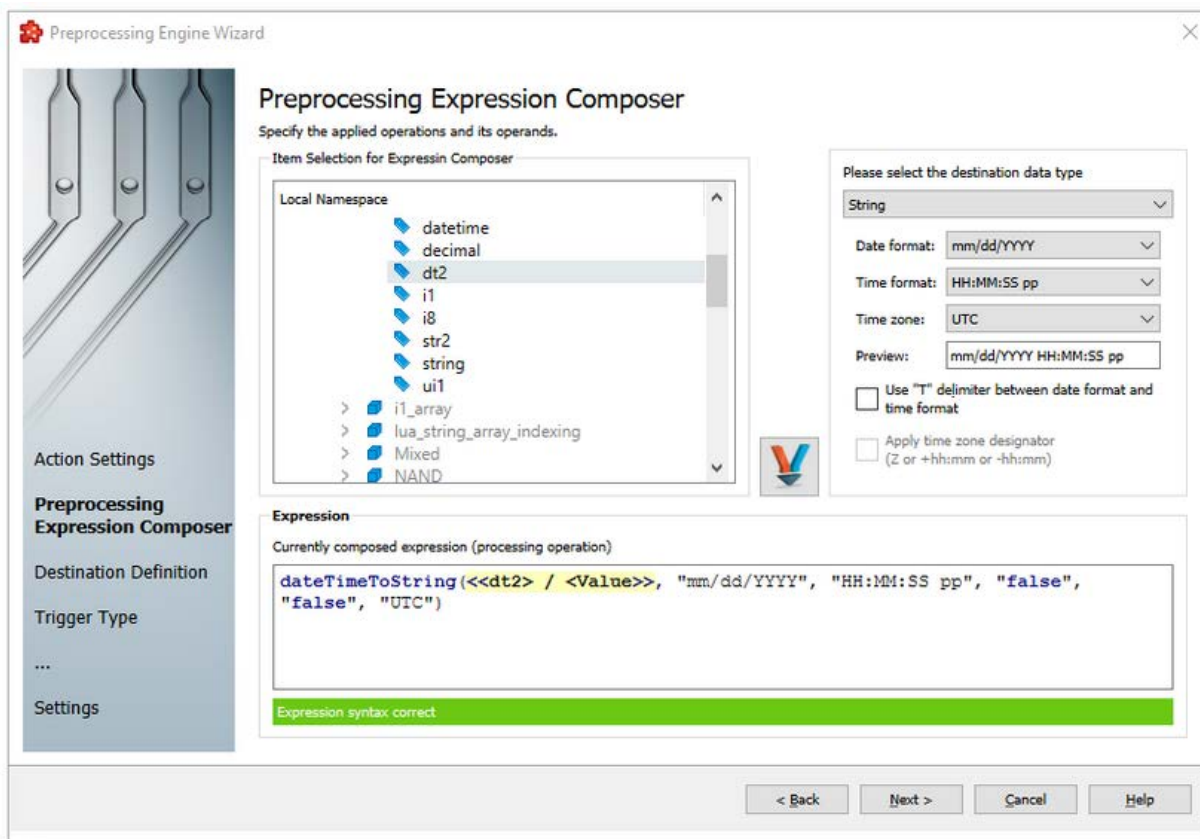 Preprocessing Engine Wizard
Preprocessing Expression Composer
Specify the applied operations and its operands.
Item Selection for Expressin Composer
Local Namespace
datetime
decimal
dt2
i1
i8
str2
string
ui1
i1_array
lua_string_array_indexing
Mixed
NAND
Please select the destination data type
String
Date format: mm/dd/YYYY
Time format: HH:MM:SS pp
Time zone: UTC
Preview: mm/dd/YYYY HH:MM:SS pp
Use "T" delimiter between date format and
time format
Apply time zone designator
(Z or +hh:mm or -hh:mm)
Action Settings
Preprocessing
Expression Composer
Destination Definition
Trigger Type
...
Settings
Expression
Currently composed expression (processing operation)
dateTimeToString(<<dt2> / <Value>>, "mm/dd/YYYY", "HH:MM:SS pp", "false",
"false", "UTC")
Expression syntax correct
< Back
Next >
Cancel
Help